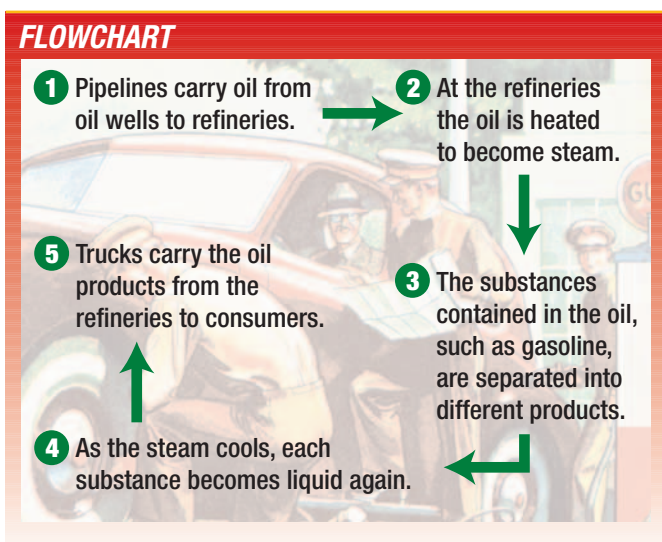 FLOWCHART
1 Pipelines carry oil from
oil wells to refineries.
2 At the refineries
the oil is heated
to become steam.
3 The substances
contained in the oil,
such as gasoline,
are separated into
different products.
4 As the steam cools, each
substance becomes liquid again.
5 Trucks carry the oil
products from the
refineries to consumers.